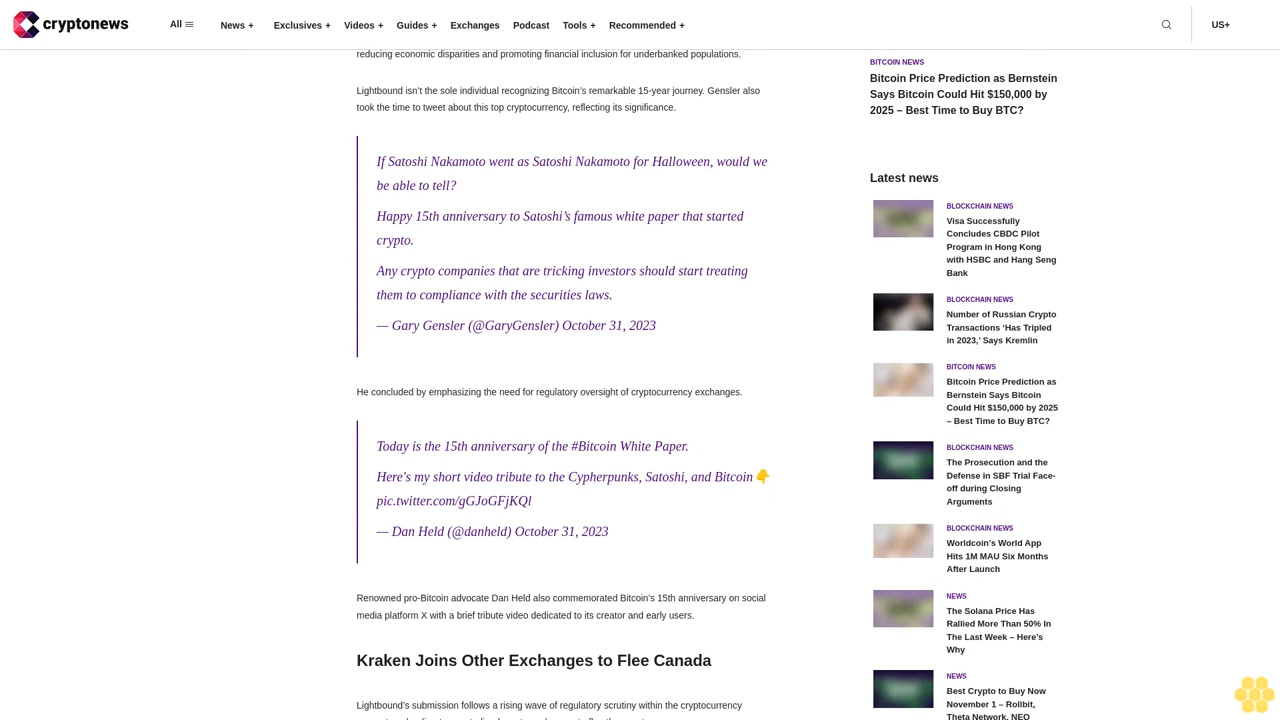 cryptonews
All
News +
Exclusives +
Videos +
Guides +
Exchanges
Podcast
Tools +
Recommended +
US+
reducing economic disparities and promoting financial inclusion for underbanked populations.
Lightbound isn’t the sole individual recognizing Bitcoin’s remarkable 15-year journey. Gensler also
took the time to tweet about this top cryptocurrency, reflecting its significance.
If Satoshi Nakamoto went as Satoshi Nakamoto for Halloween, would we
be able to tell?
Happy 15th anniversary to Satoshi’s famous white paper that started
crypto.
Any crypto companies that are tricking investors should start treating
them to compliance with the securities laws.
— Gary Gensler (@GaryGensler) October 31, 2023
He concluded by emphasizing the need for regulatory oversight of cryptocurrency exchanges.
Today is the 15th anniversary of the #Bitcoin White Paper.
Here's my short video tribute to the Cypherpunks, Satoshi, and Bitcoin👇
pic.twitter.com/gGJoGFjKQl
— Dan Held (@danheld) October 31, 2023
Renowned pro-Bitcoin advocate Dan Held also commemorated Bitcoin’s 15th anniversary on social
media platform X with a brief tribute video dedicated to its creator and early users.
Kraken Joins Other Exchanges to Flee Canada
Lightbound’s submission follows a rising wave of regulatory scrutiny within the cryptocurrency
BITCOIN NEWS
Bitcoin Price Prediction as Bernstein
Says Bitcoin Could Hit $150,000 by
2025 – Best Time to Buy BTC?
Latest news
BLOCKCHAIN NEWS
Visa Successfully
Concludes CBDC Pilot
Program in Hong Kong
with HSBC and Hang Seng
Bank
BLOCKCHAIN NEWS
Number of Russian Crypto
Transactions ‘Has Tripled
in 2023,’ Says Kremlin
BITCOIN NEWS
Bitcoin Price Prediction as
Bernstein Says Bitcoin
Could Hit $150,000 by 2025
– Best Time to Buy BTC?
BLOCKCHAIN NEWS
The Prosecution and the
Defense in SBF Trial Face-
off during Closing
Arguments
BLOCKCHAIN NEWS
Worldcoin’s World App
Hits 1M MAU Six Months
After Launch
NEWS
The Solana Price Has
Rallied More Than 50% In
The Last Week – Here’s
Why
NEWS
Best Crypto to Buy Now
November 1 – Rollbit,
Theta Network, NEO